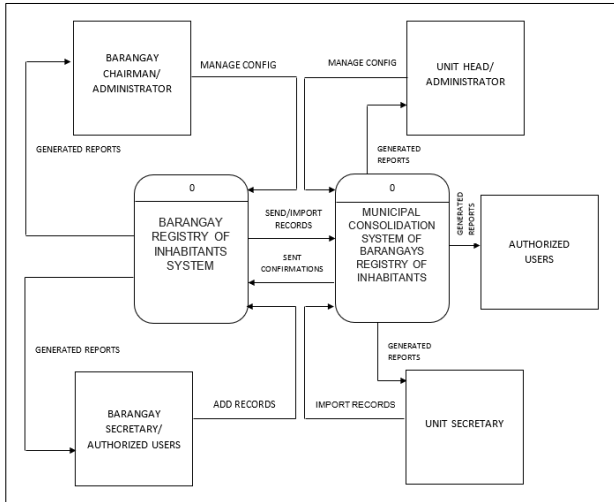 BARANGAY
CHAIRMAN/
ADMINISTRATOR
MANAGE CONFIG
MANAGE CONFIG
UNIT HEAD/
ADMINISTRATOR
GENERATED REPORTS
GENERATED
REPORTS
0
BARANGAY
REGISTRY OF
INHABITANTS
SYSTEM
SEND/IMPORT
RECORDS
SENT
CONFIRMATIONS
0
MUNICIPAL
CONSOLIDATION
SYSTEM OF
BARANGAYS
REGISTRY OF
INHABITANTS
GENERATED
REPORTS
AUTHORIZED
USERS
GENERATED REPORTS
GENERATED
REPORTS
BARANGAY
SECRETARY/
AUTHORIZED USERS
ADD RECORDS
IMPORT RECORDS
UNIT SECRETARY